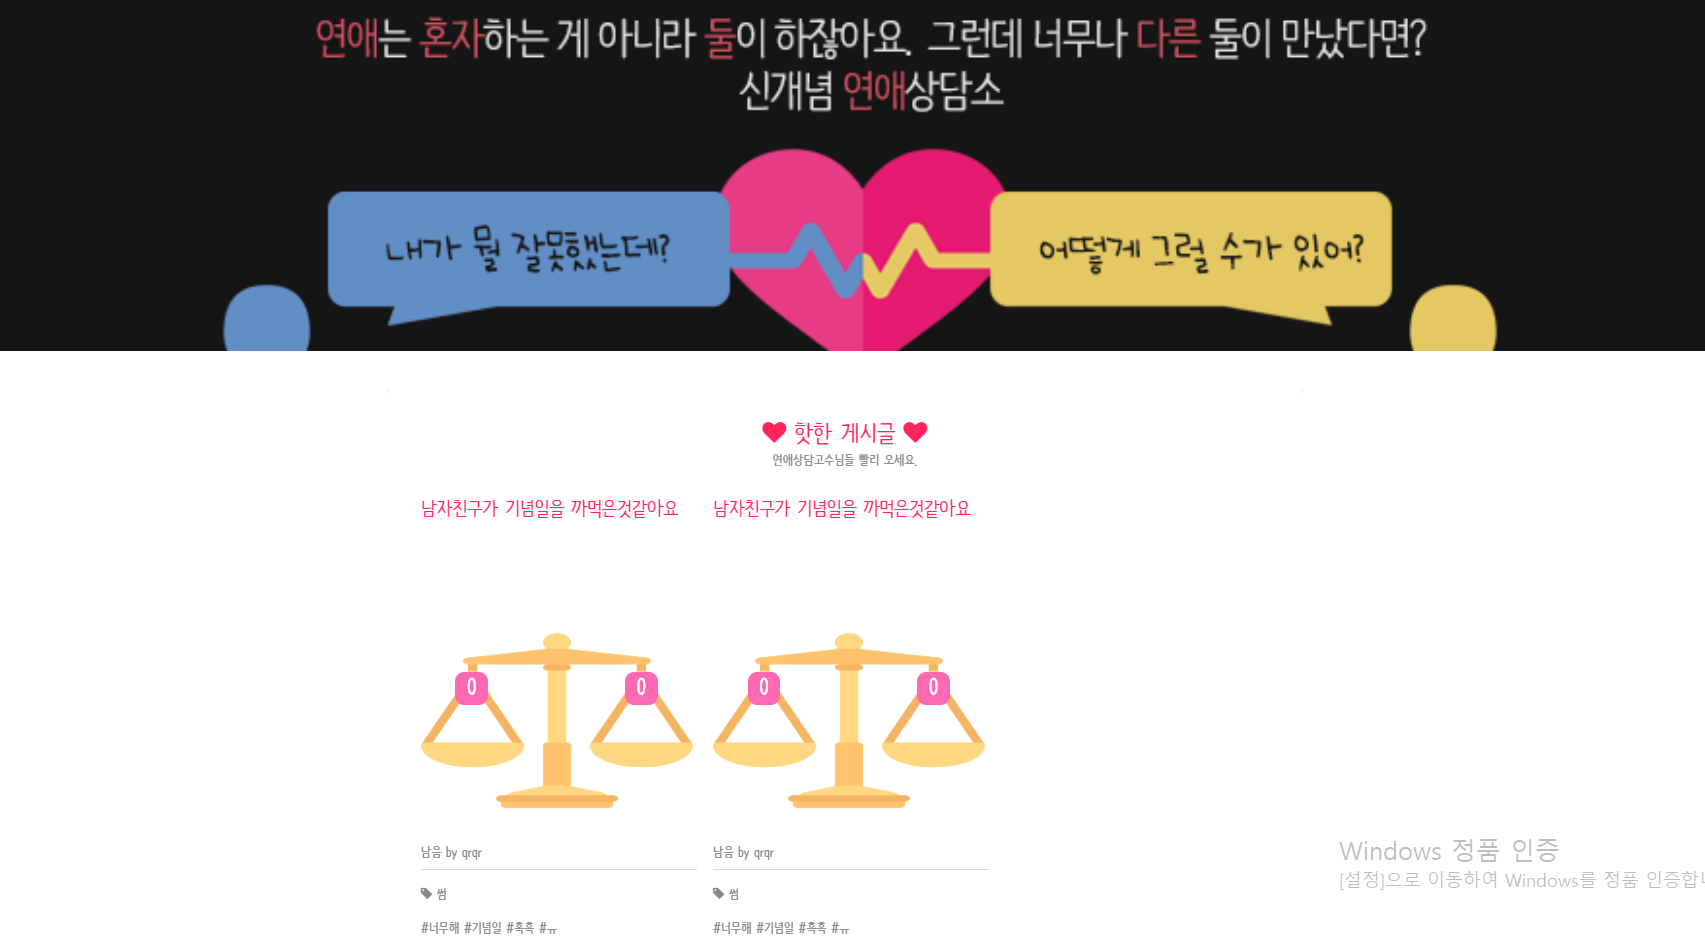 연애는 혼자하는 게 아니라 둘이 하잖아요. 그런데 너무나 다른 둘이 만났다면?
신개념 연애상담소
내가 뭘 잘못했는데?
어떻게 그럴 수가 있어?
핫한 게시글
연애상담고수님들 빨리 오세요.
남자친구가 기념일을 까먹은것같아요
남자친구가 기념일을 까먹은것같아요
0 0
0 0
남음 by qrqr
남음 by qrqr
썸
썸
#너무해 #기념일 #흑흑 #ㅠ
#너무해 #기념일 #흑흑 #ㅠ
Windows 정품 인증
[설정]으로 이동하여 Windows를 정품 인증합니